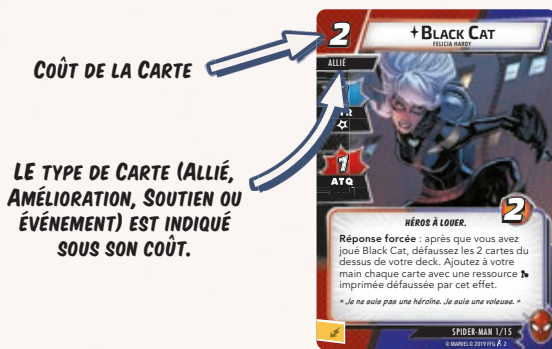 COÛT DE LA CARTE
LE TYPE DE CARTE (ALLIÉ,
AMÉLIORATION, SOUTIEN OU
ÉVÉNEMENT) EST INDIQUÉ
SOUS SON COÛT.
2
BLACK CAT
FELICIA HARDY
ALLIÉ
1
ATQ
2
HÉROS À LOUER.
Réponse forcée : après que vous avez
joué Black Cat, défaussez les 2 cartes du
dessus de votre deck. Ajoutez à votre
main chaque carte avec une ressource
imprimée défaussée par cet effet.
« Je ne suis pas une héroïne. Je suis une voleuse. »
SPIDER-MAN 1/15
© MARVEL © 2019 FFG 2